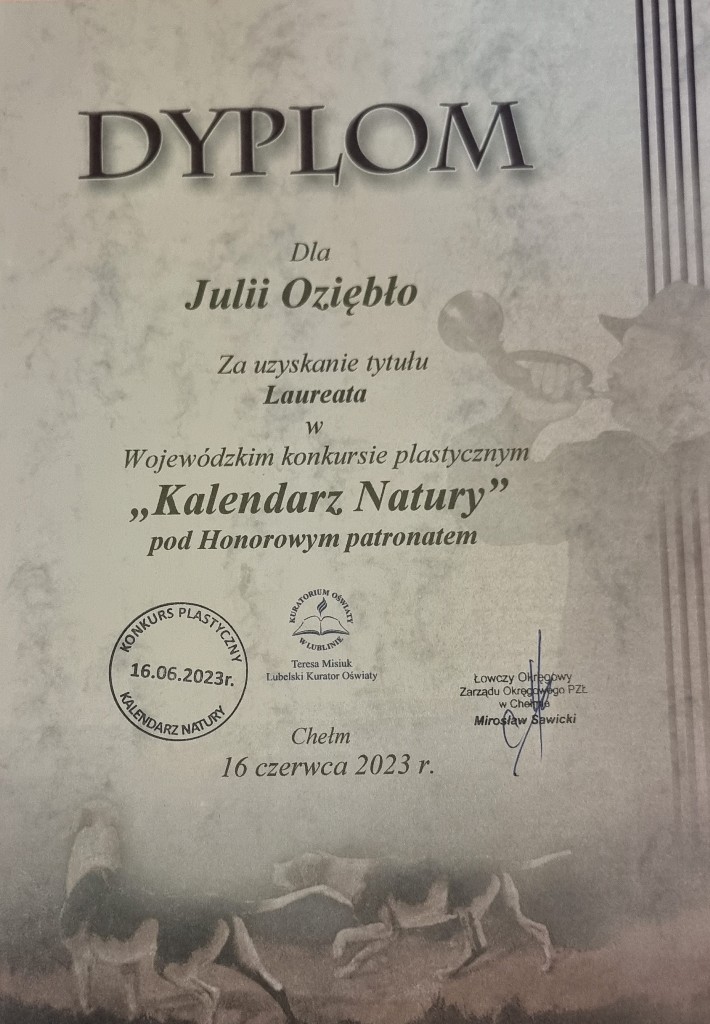 DYPLOM
Dla
Julii Oziębło
Za uzyskanie tytułu
Laureata
w
Wojewódzkim konkursie plastycznym
„Kalendarz Natury”
pod Honorowym patronatem
KONKURS PLASTYCZNY
16.06.2023r.
KALENDARZ NATURY
KURATORIUM OŚWIATY
W LUBLINIE
Teresa Misiuk
Lubelski Kurator Oświaty
Łowczy Okręgowy
Zarządu Okręgowego PZŁ
w Chełmie
Mirosław Sawicki
Chełm
16 czerwca 2023 r.